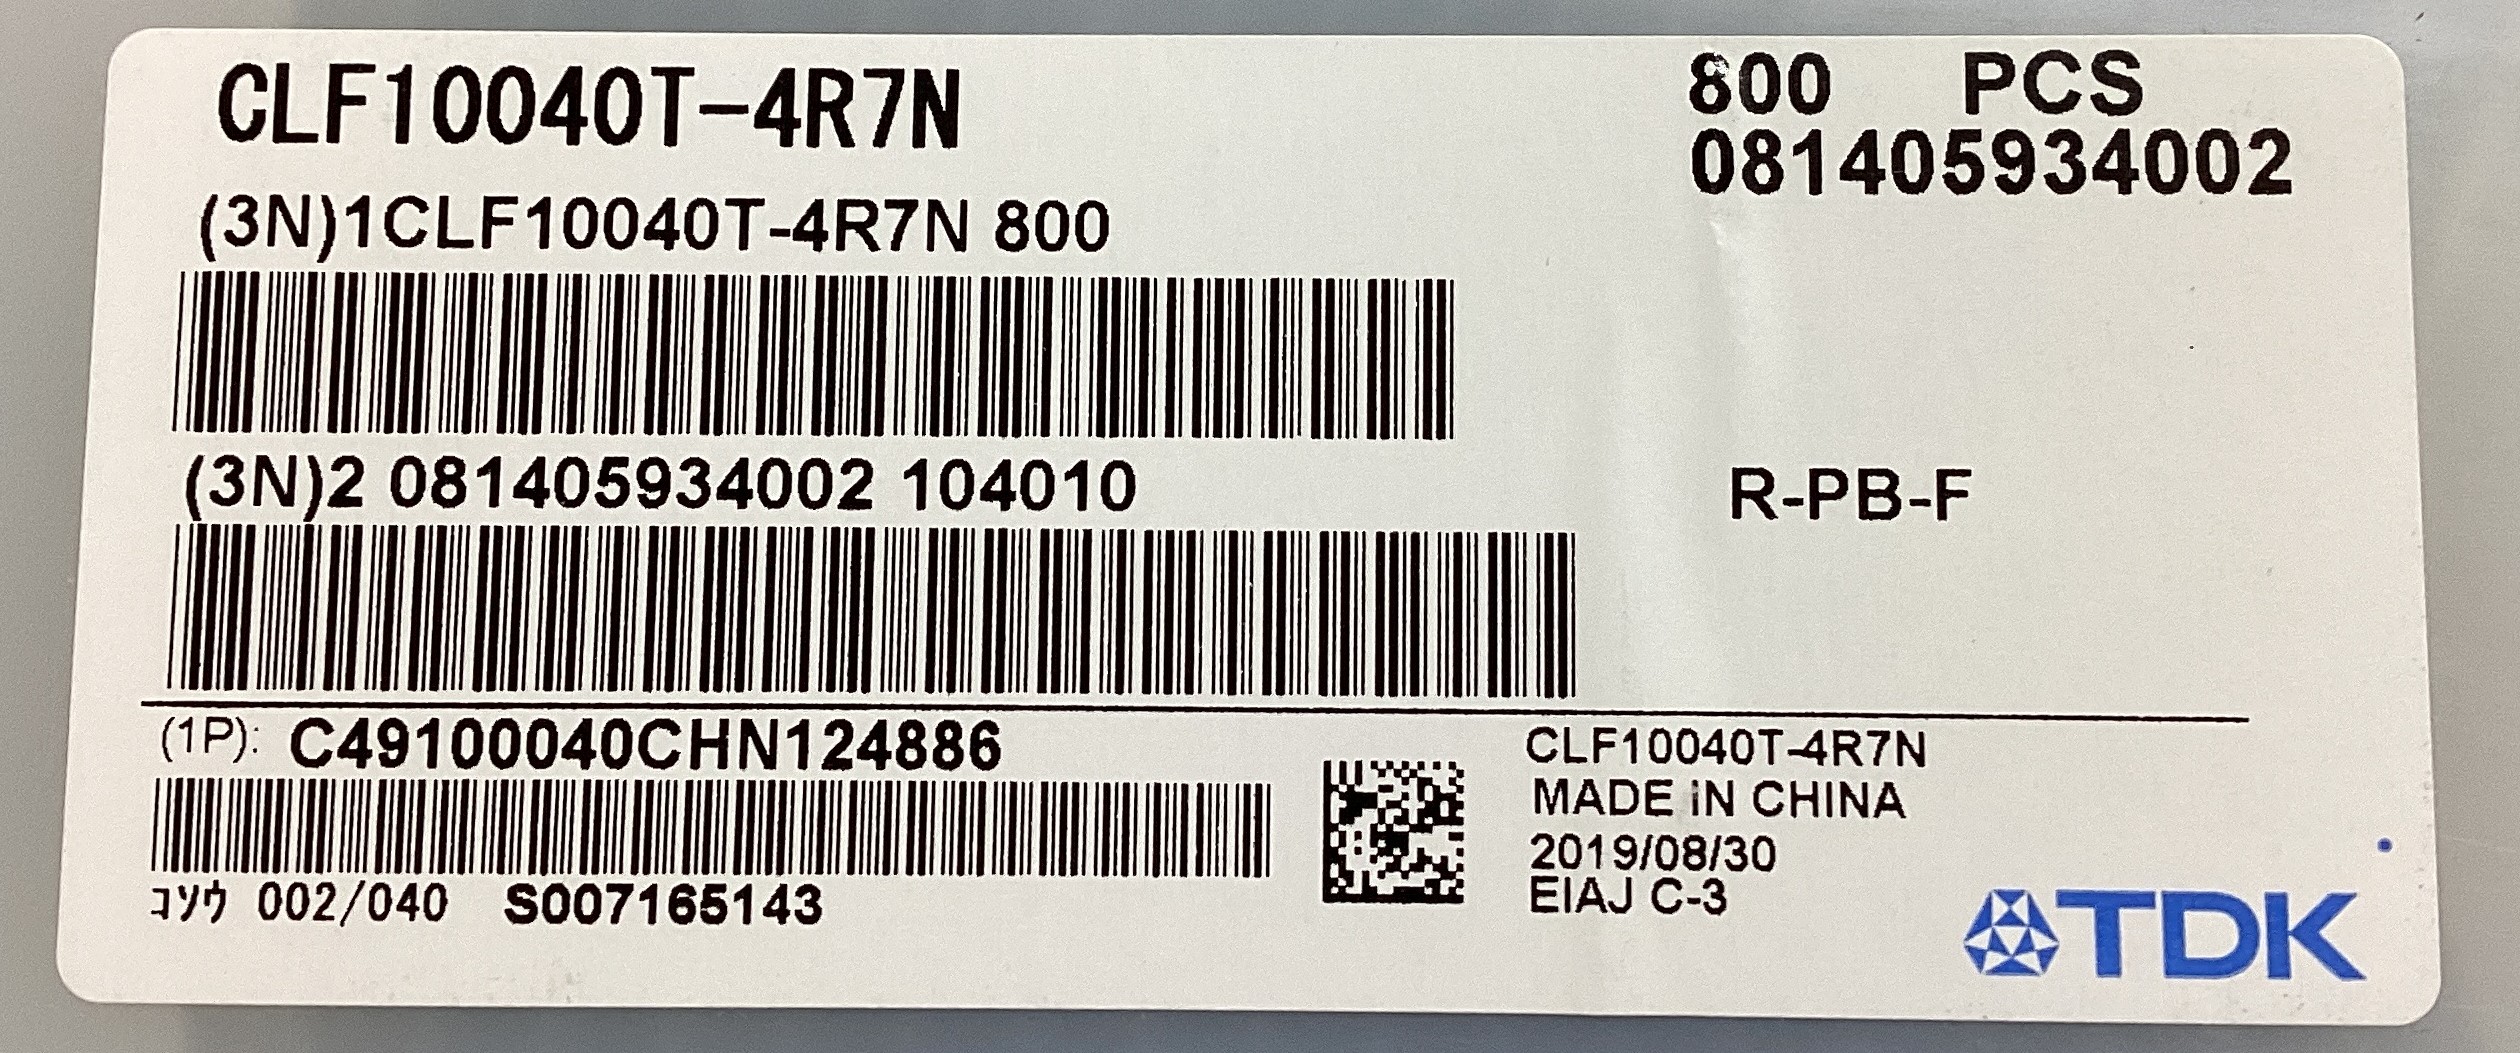 CLF10040T-4R7N
800 PCS
081405934002
(3N)1CLF10040T-4R7N 800
(3N)2 081405934002 104010
R-PB-F
(1P): C49100040CHN124886
コソウ 002/040 S007165143
CLF10040T-4R7N
MADE iN CHINA
2019/08/30
EIAJ C-3
TDK